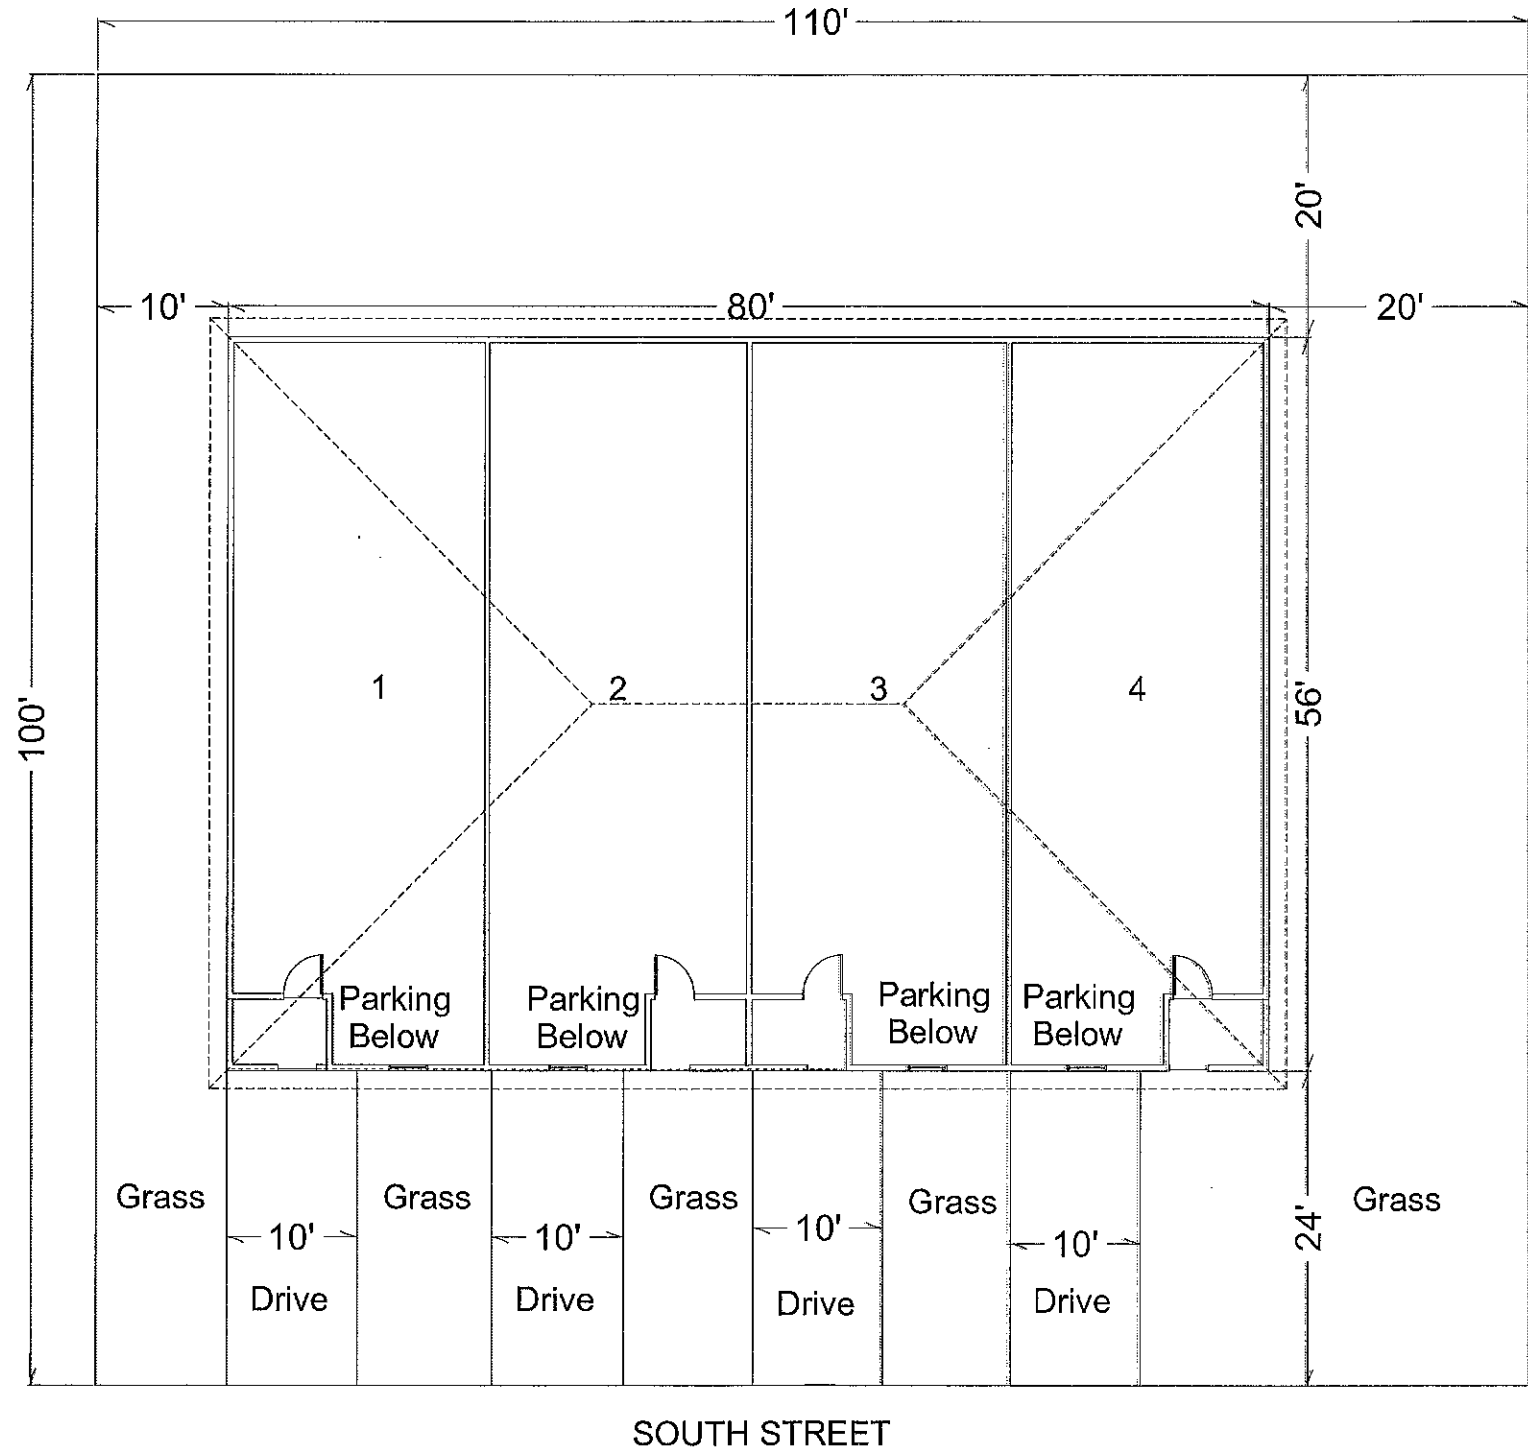 110'
20'
10'
80'
20'
100'
1
2
3
4
56'
Parking
Below
Parking
Below
Parking
Below
Parking
Below
Grass
Grass
Grass
Grass
Grass
10'
10'
10'
10'
24'
Drive
Drive
Drive
Drive
SOUTH STREET